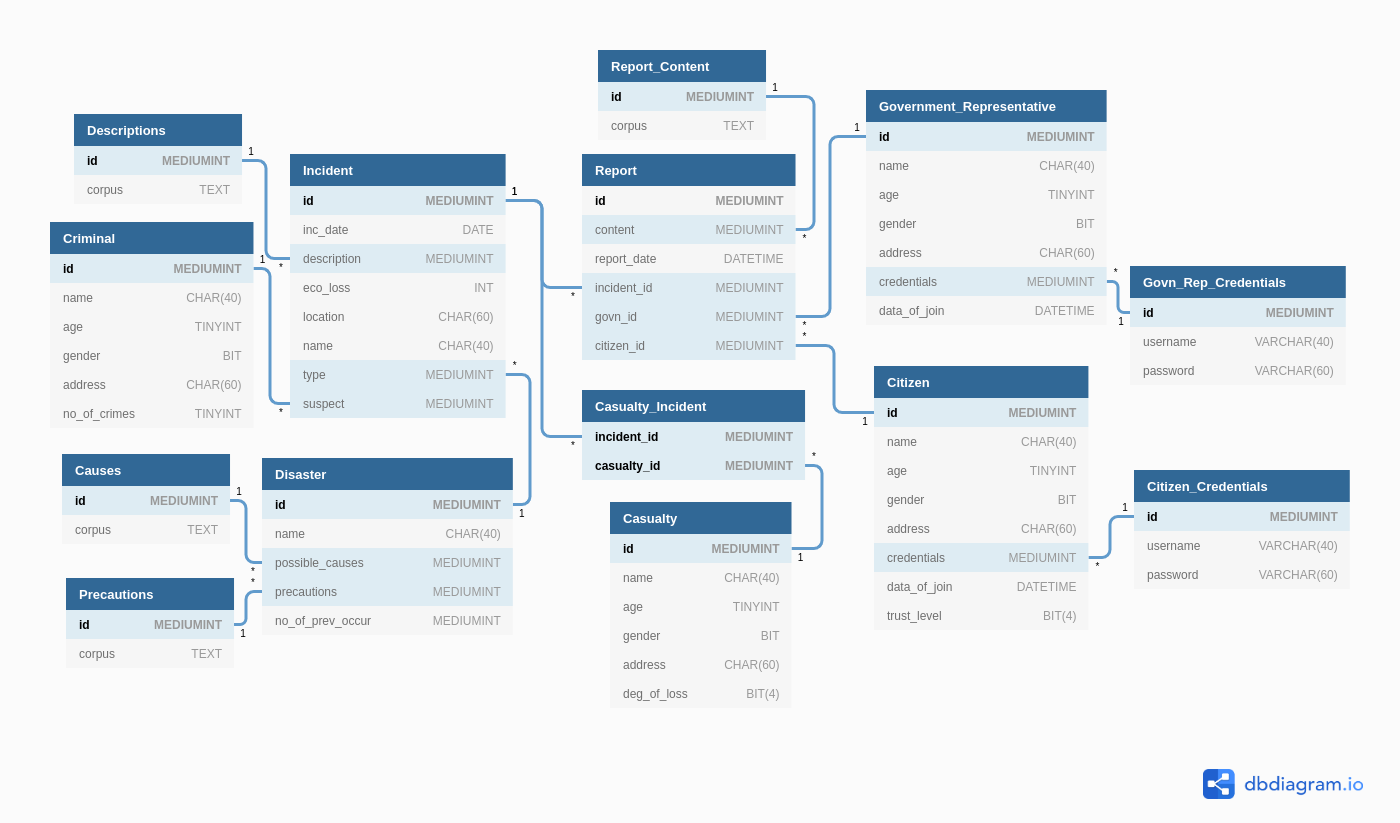 Report_Content
id MEDIUMINT
corpus TEXT
Government_Representative
id MEDIUMINT
name CHAR(40)
age TINYINT
gender BIT
address CHAR(60)
credentials MEDIUMINT
data_of_join DATETIME
Descriptions
id MEDIUMINT
corpus TEXT
Incident
id MEDIUMINT
inc_date DATE
description MEDIUMINT
eco_loss INT
location CHAR(60)
name CHAR(40)
type MEDIUMINT
suspect MEDIUMINT
Report
id MEDIUMINT
content MEDIUMINT
report_date DATETIME
incident_id MEDIUMINT
govn_id MEDIUMINT
citizen_id MEDIUMINT
Criminal
id MEDIUMINT
name CHAR(40)
age TINYINT
gender BIT
address CHAR(60)
no_of_crimes TINYINT
Govn_Rep_Credentials
id MEDIUMINT
username VARCHAR(40)
password VARCHAR(60)
Citizen
id MEDIUMINT
name CHAR(40)
age TINYINT
gender BIT
address CHAR(60)
credentials MEDIUMINT
data_of_join DATETIME
trust_level BIT(4)
Casualty_Incident
incident_id MEDIUMINT
casualty_id MEDIUMINT
Causes
id MEDIUMINT
corpus TEXT
Disaster
id MEDIUMINT
name CHAR(40)
possible_causes MEDIUMINT
precautions MEDIUMINT
no_of_prev_occur MEDIUMINT
Citizen_Credentials
id MEDIUMINT
username VARCHAR(40)
password VARCHAR(60)
Casualty
id MEDIUMINT
name CHAR(40)
age TINYINT
gender BIT
address CHAR(60)
deg_of_loss BIT(4)
Precautions
id MEDIUMINT
corpus TEXT
1
*
1
*
1
*
*
*
1
1
*
1
*
*
1
*
1
*
1
1
*
1
*
1
*
dbdiagram.io